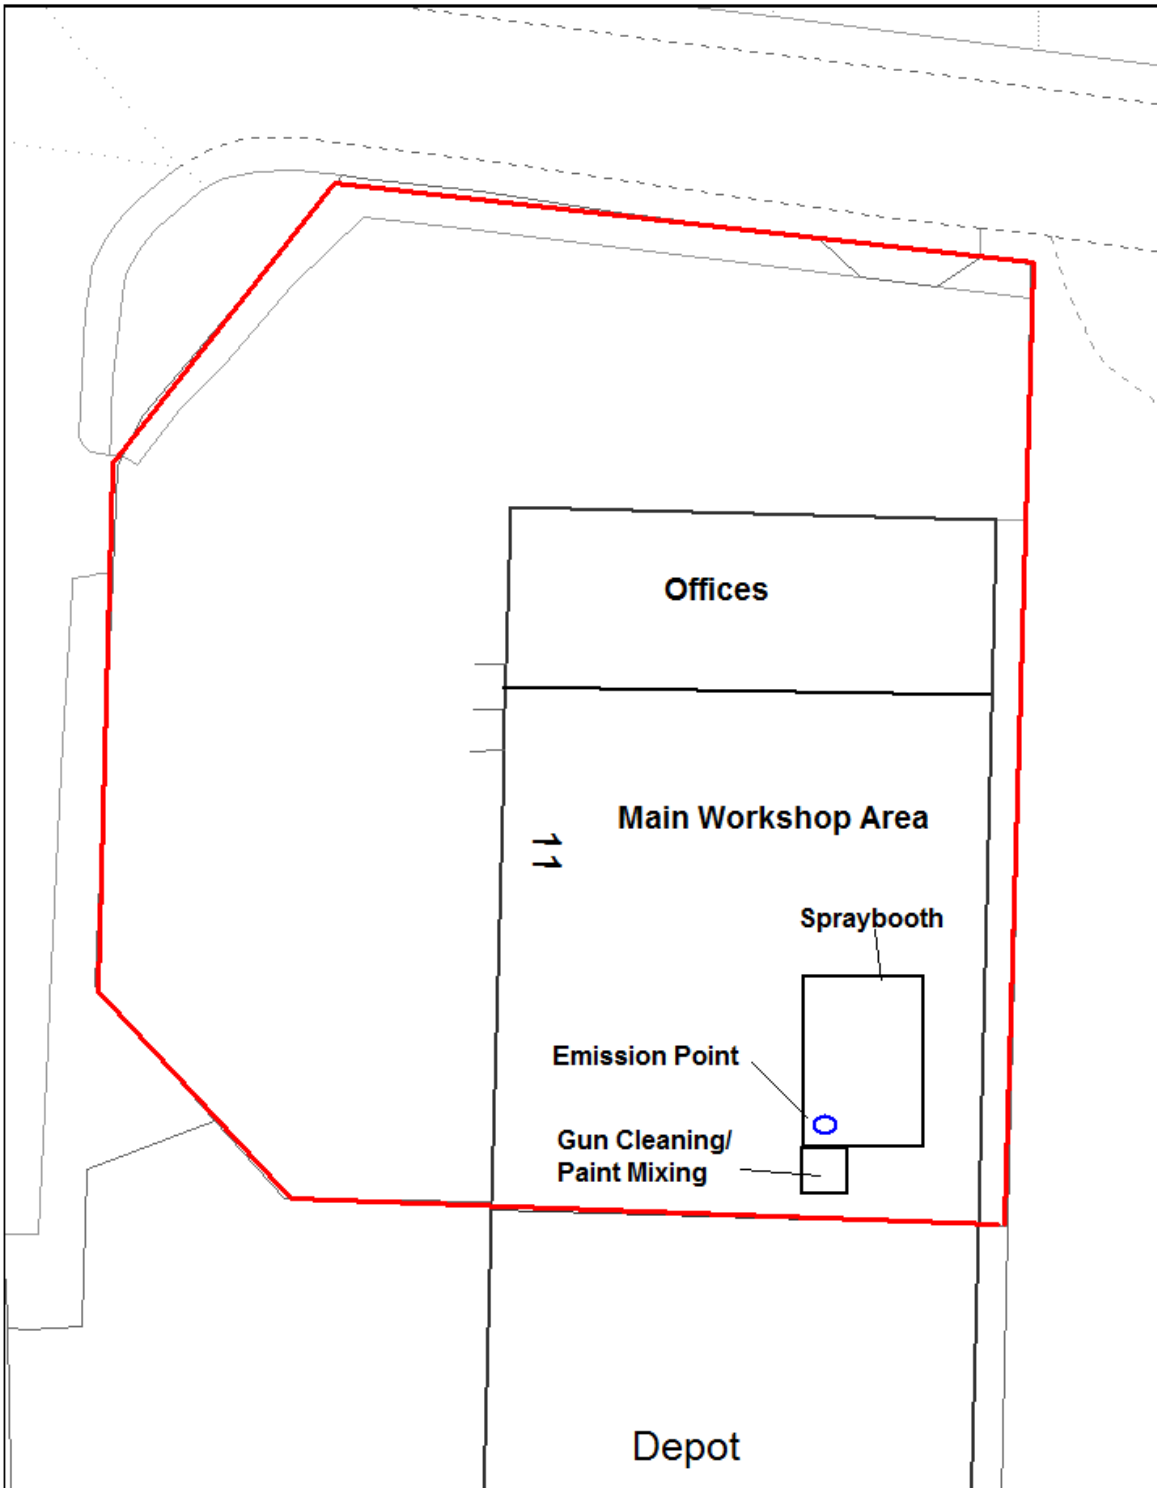 Offices
Main Workshop Area
11
Spraybooth
Emission Point
Gun Cleaning/
Paint Mixing
Depot